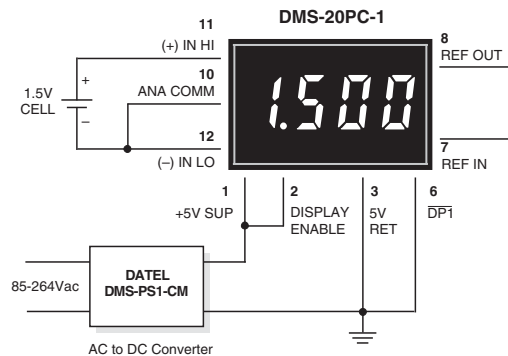 DMS-20PC-1
11
(+) IN HI
8
REF OUT
10
ANA COMM
+
1.5V
CELL
–
1.500
12
(–) IN LO
7
REF IN
1
+5V SUP
2
DISPLAY
ENABLE
3
5V
RET
6
DP1
85-264Vac
DATEL
DMS-PS1-CM
AC to DC Converter